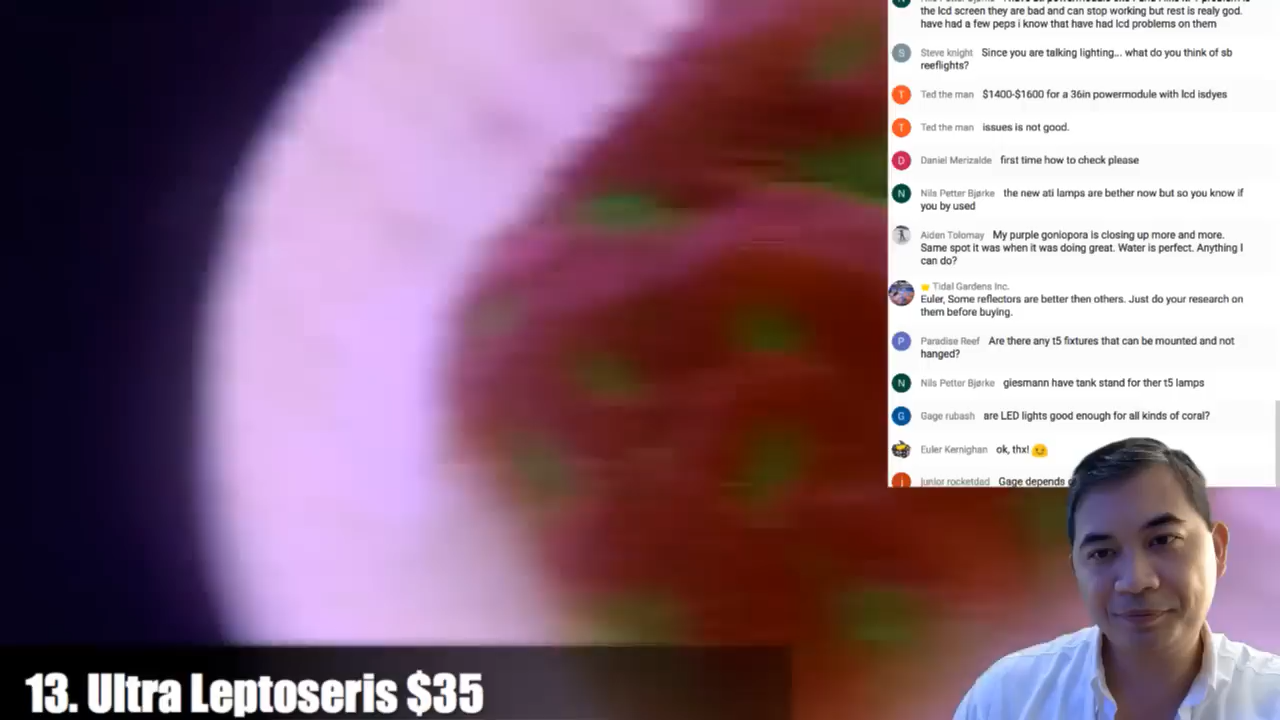 the lcd screen they are bad and can stop working but rest is realy god.
have had a few peps i know that have had lcd problems on them
S Steve knight Since you are talking lighting... what do you think of sb
reeflights?
T Ted the man $1400-$1600 for a 36in powermodule with lcd isdyes
T Ted the man issues is not good.
D Daniel Merizalde first time how to check please
N Nils Petter Bjørke the new ati lamps are bether now but so you know if
you by used
Aiden Tolomay My purple goniopora is closing up more and more.
Same spot it was when it was doing great. Water is perfect. Anything I
can do?
Tidal Gardens Inc.
Euler, Some reflectors are better then others. Just do your research on
them before buying.
P Paradise Reef Are there any t5 fixtures that can be mounted and not
hanged?
N Nils Petter Bjørke giesmann have tank stand for ther t5 lamps
G Gage rubash are LED lights good enough for all kinds of coral?
Euler Kernighan ok, thx!
j junior rocketdad Gage depends
13. Ultra Leptoseris $35